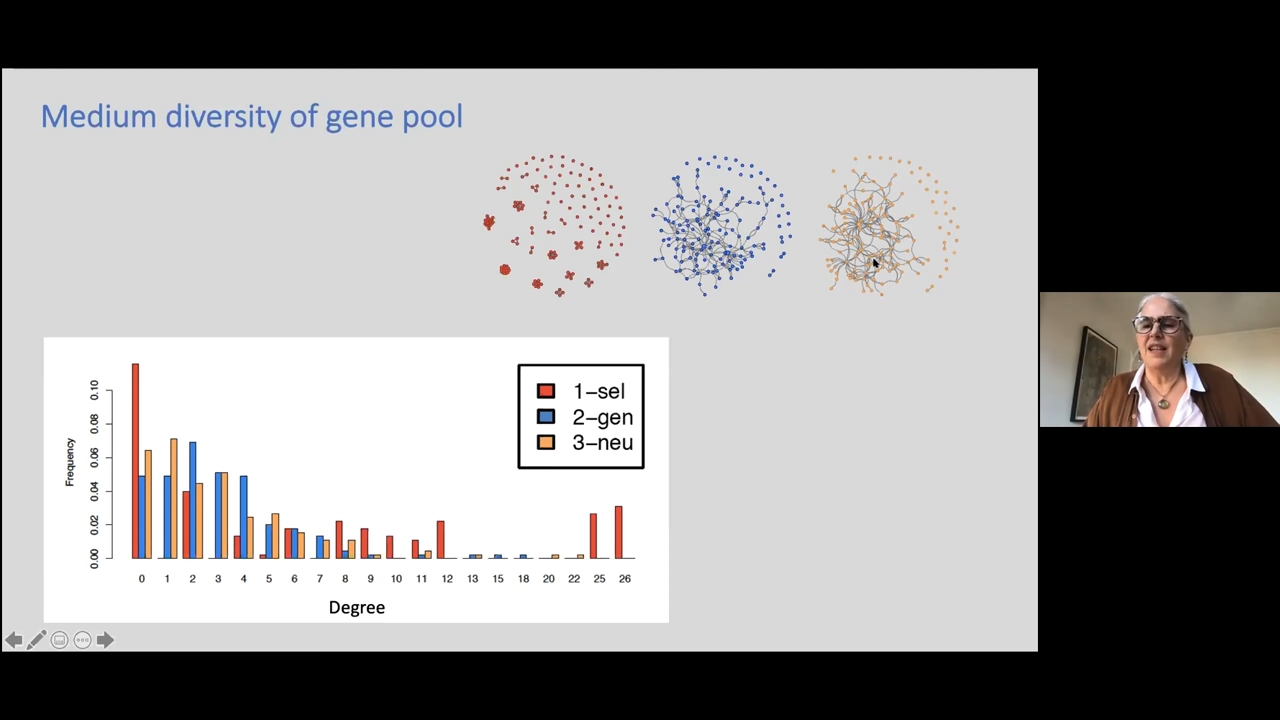 Medium diversity of gene pool
1-sel
2-gen
3-neu
Frequency
0.10
0.08
0.06
0.04
0.02
0.00
0 1 2 3 4 5 6 7 8 9 10 11 12 13 15 18 20 22 25 26
Degree